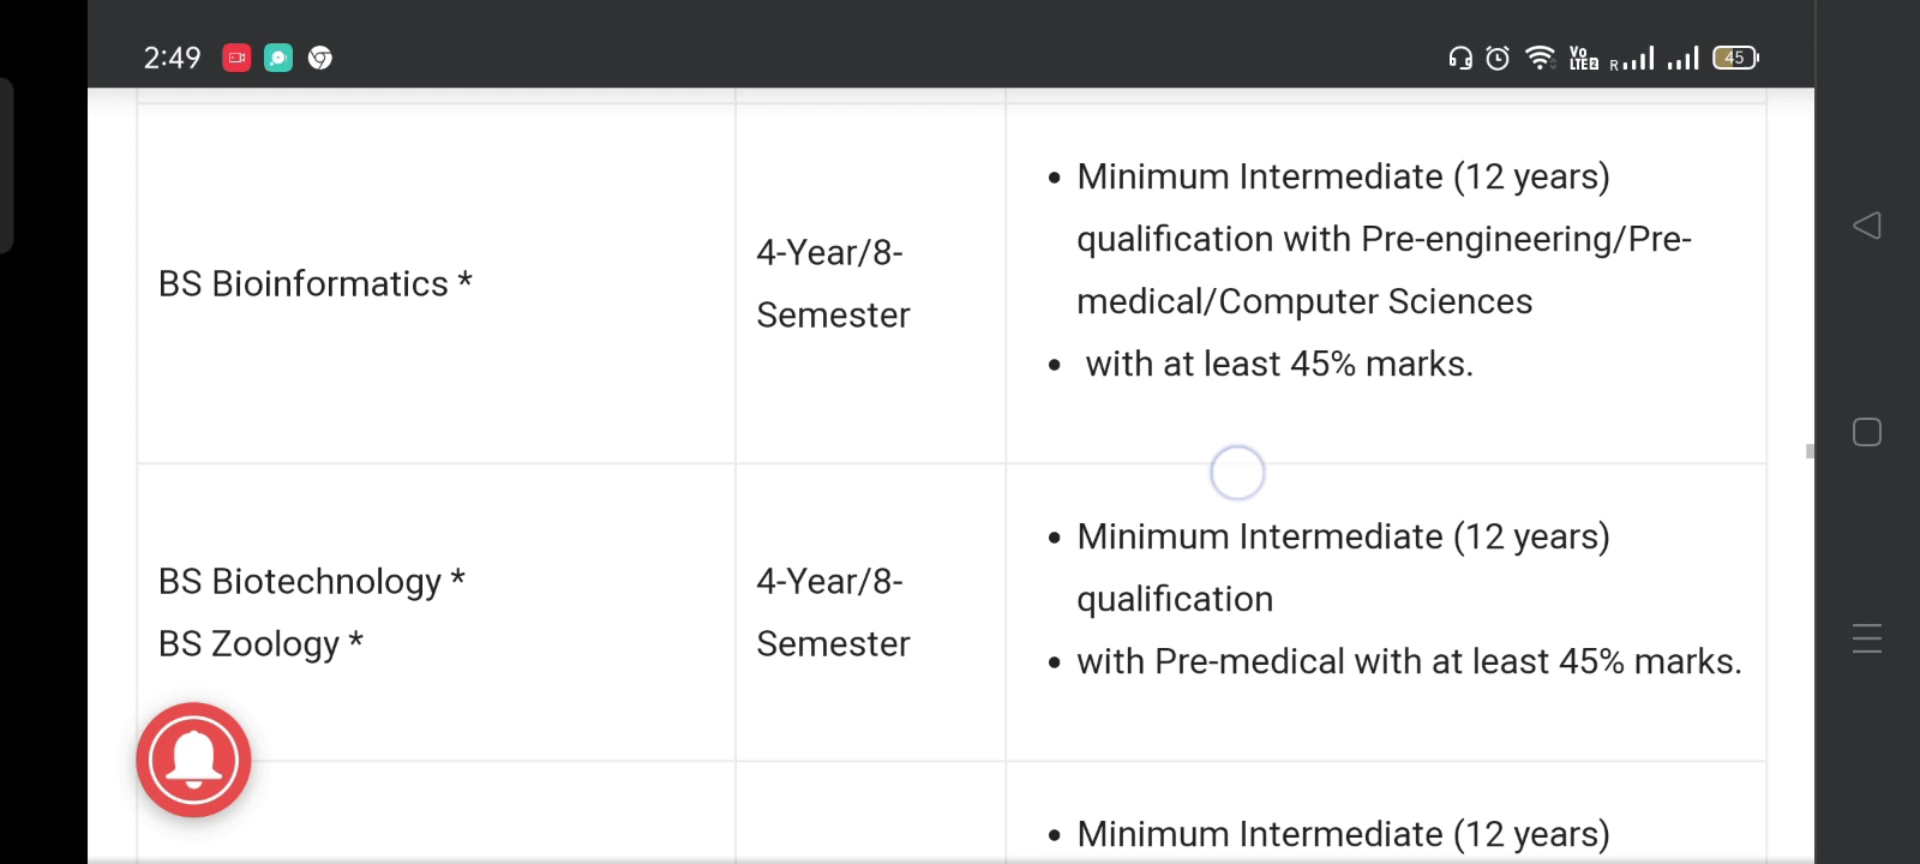 2:49
Vo
LTE2
R
45
BS Bioinformatics *
4-Year/8-
Semester
• Minimum Intermediate (12 years)
qualification with Pre-engineering/Pre-
medical/Computer Sciences
• with at least 45% marks.
BS Biotechnology *
BS Zoology *
4-Year/8-
Semester
• Minimum Intermediate (12 years)
qualification
• with Pre-medical with at least 45% marks.
• Minimum Intermediate (12 years)